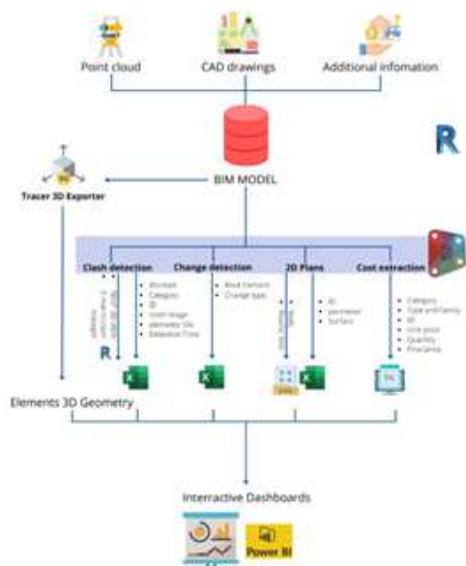 Point cloud
CAD drawings
Additional infomation
R
BIM MODEL
Tracer 3D Exporter
Clash detection
Change detection
2D Plans
Cost extraction
Category
ID
Detection Time
R
Change type
ID
perimeter
Surface
Category
Type and Family
ID
Unit price
Quantity
Elements 3D Geometry
Interractive Dashboards
Power BI